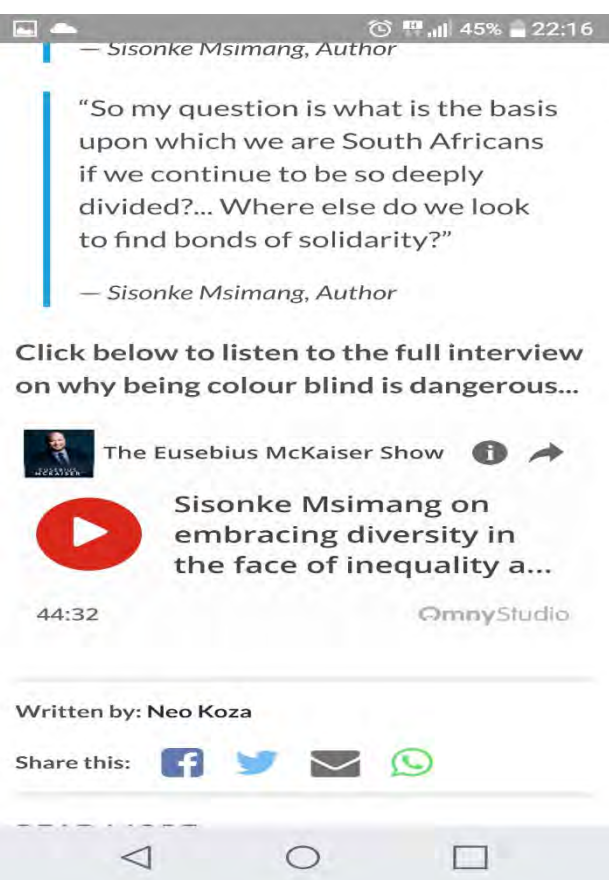 45% 22:16
— Sisonke Msimang, Author
“So my question is what is the basis
upon which we are South Africans
if we continue to be so deeply
divided?... Where else do we look
to find bonds of solidarity?”
— Sisonke Msimang, Author
Click below to listen to the full interview
on why being colour blind is dangerous...
The Eusebius McKaiser Show
Sisonke Msimang on
embracing diversity in
the face of inequality a...
44:32
OmnyStudio
Written by: Neo Koza
Share this: